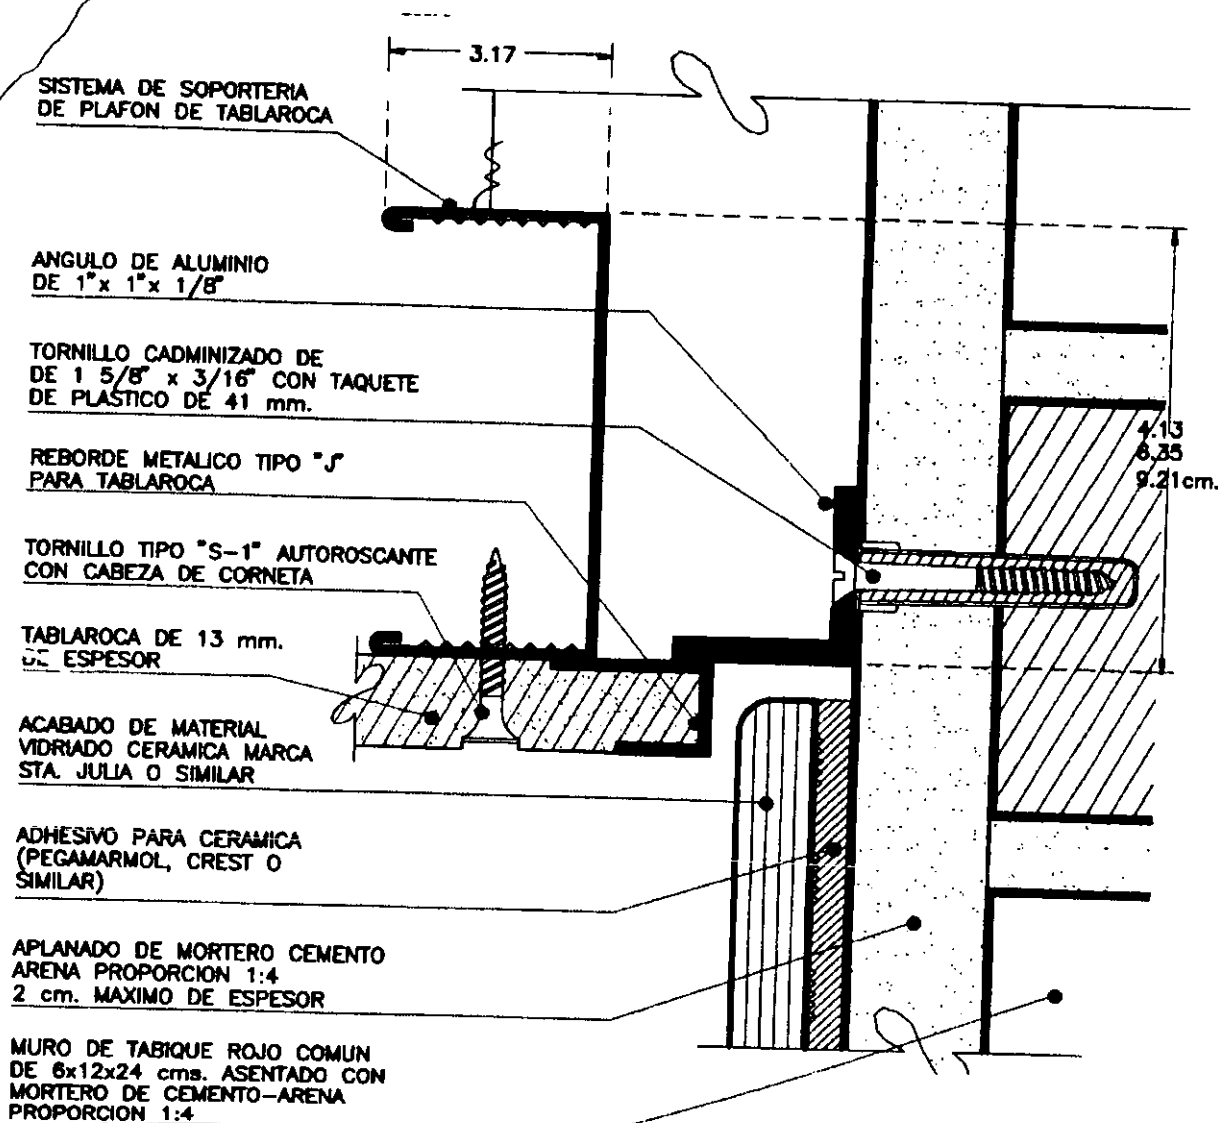 3.17
SISTEMA DE SOPORTERIA
DE PLAFON DE TABLAROCA
ANGULO DE ALUMINIO
DE 1" x 1" x 1/8"
TORNILLO CADMINIZADO DE
DE 1 5/8" x 3/16" CON TAQUETE
DE PLASTICO DE 41 mm.
4.13
6.35
9.21cm.
REBORDE METALICO TIPO "J"
PARA TABLAROCA
TORNILLO TIPO "S-1" AUTOROSCANTE
CON CABEZA DE CORNETA
TABLAROCA DE 13 mm.
DE ESPESOR
ACABADO DE MATERIAL
VIDRIADO CERAMICA MARCA
STA. JULIA O SIMILAR
ADHESIVO PARA CERAMICA
(PEGAMARMOL, CREST O
SIMILAR)
APLANADO DE MORTERO CEMENTO
ARENA PROPORCION 1:4
2 cm. MAXIMO DE ESPESOR
MURO DE TABIQUE ROJO COMUN
DE 6x12x24 cms. ASENTADO CON
MORTERO DE CEMENTO-ARENA
PROPORCION 1:4